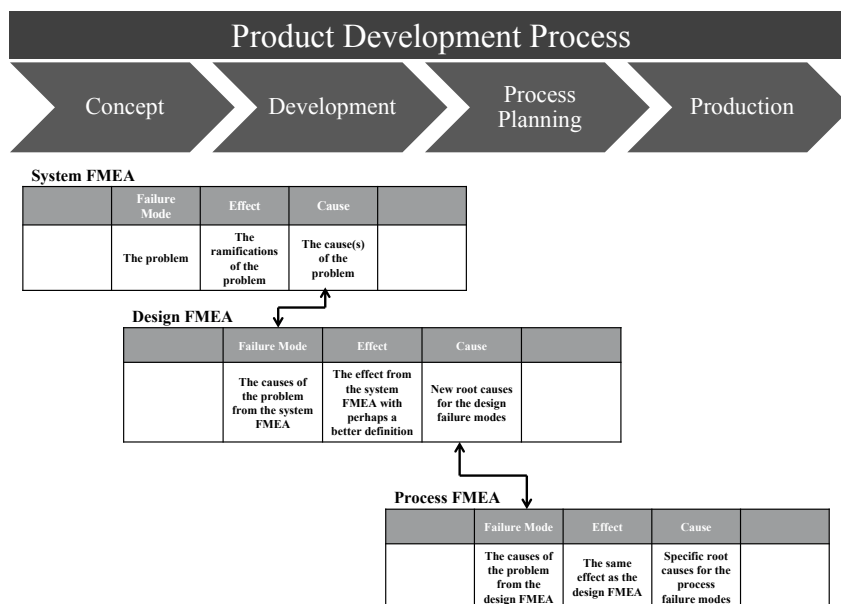 Product Development Process
Concept
Development
Process
Planning
Production
System FMEA
Failure
Mode
Effect
Cause
The problem
The
ramifications
of the
problem
The cause(s)
of the
problem
Design FMEA
Failure Mode
Effect
Cause
The causes of
the problem
from the system
FMEA
The effect from
the system
FMEA with
perhaps a
better definition
New root causes
for the design
failure modes
Process FMEA
Failure Mode
Effect
Cause
The causes of
the problem
from the
design FMEA
The same
effect as the
design FMEA
Specific root
causes for the
process
failure modes